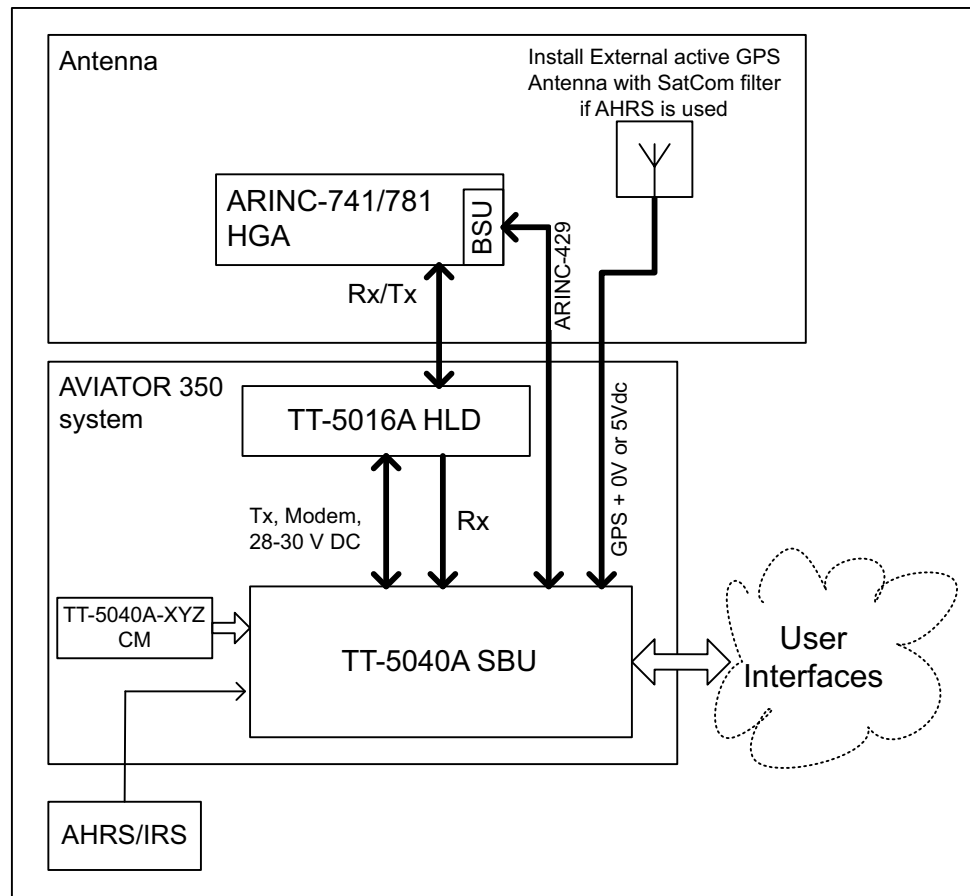 Antenna
Install External active GPS
Antenna with SatCom filter
if AHRS is used
ARINC-741/781
HGA
BSU
ARINC-429
Rx/Tx
AVIATOR 350
system
TT-5016A HLD
GPS + 0V or 5Vdc
Tx, Modem,
28-30 V DC
Rx
TT-5040A-XYZ
CM
TT-5040A SBU
User
Interfaces
AHRS/IRS